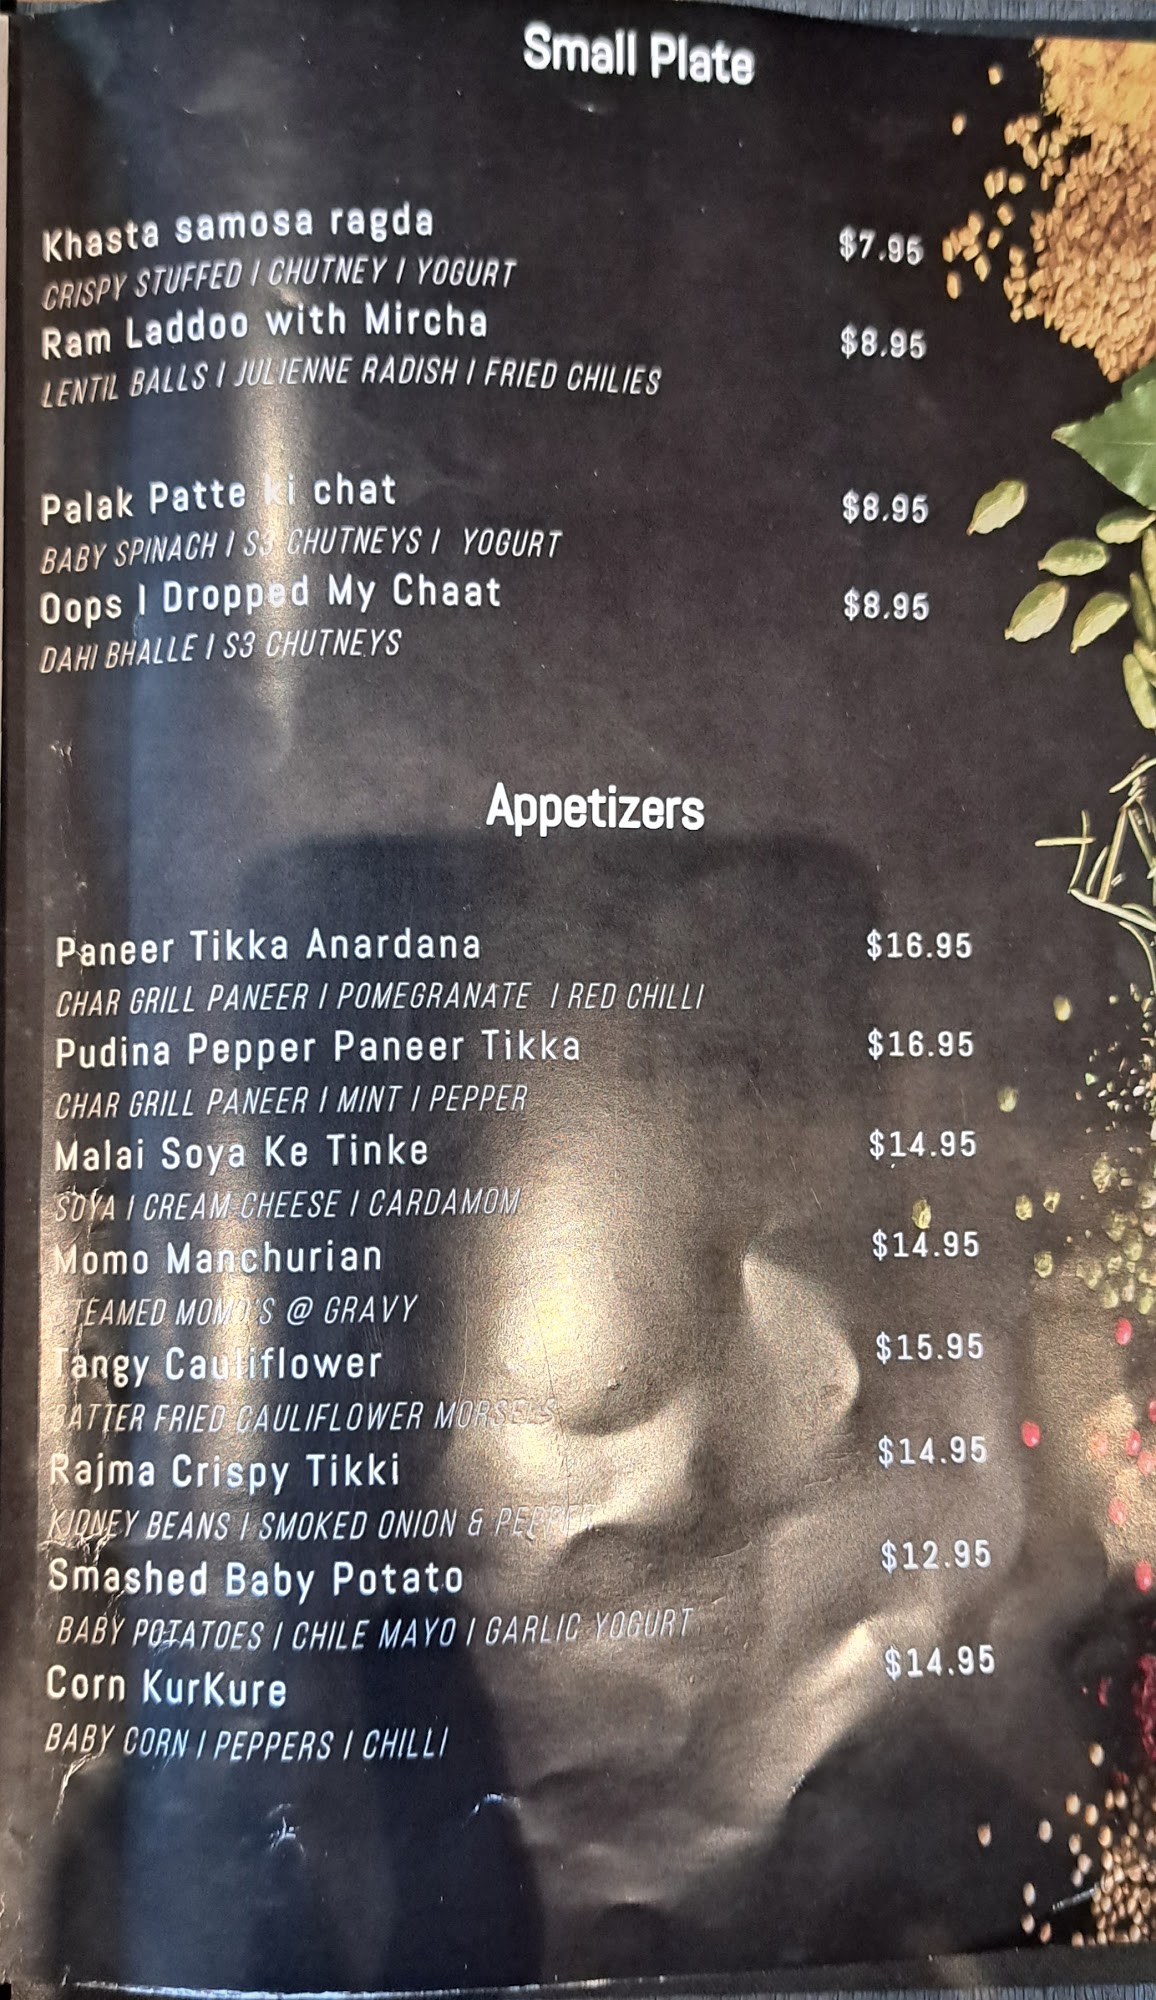 Small Plate
Khasta samosa ragda $7.95
CRISPY STUFFED | CHUTNEY | YOGURT
Ram Laddoo with Mircha $8.95
LENTIL BALLS | JULIENNE RADISH | FRIED CHILIES
Palak Patte ki chat $8.95
BABY SPINACH | S3 CHUTNEYS | YOGURT
Oops I Dropped My Chaat $8.95
DAHI BHALLE | S3 CHUTNEYS
Appetizers
Paneer Tikka Anardana $16.95
CHAR GRILL PANEER | POMEGRANATE | RED CHILLI
Pudina Pepper Paneer Tikka $16.95
CHAR GRILL PANEER | MINT | PEPPER
Malai Soya Ke Tinke $14.95
SOYA | CREAM CHEESE | CARDAMOM
Momo Manchurian $14.95
STEAMED MOMO'S @ GRAVY
Tangy Cauliflower $15.95
BATTER FRIED CAULIFLOWER MORSELS
Rajma Crispy Tikki $14.95
KIDNEY BEANS | SMOKED ONION & PEPPER
Smashed Baby Potato $12.95
BABY POTATOES | CHILE MAYO | GARLIC YOGURT
Corn KurKure $14.95
BABY CORN | PEPPERS | CHILLI